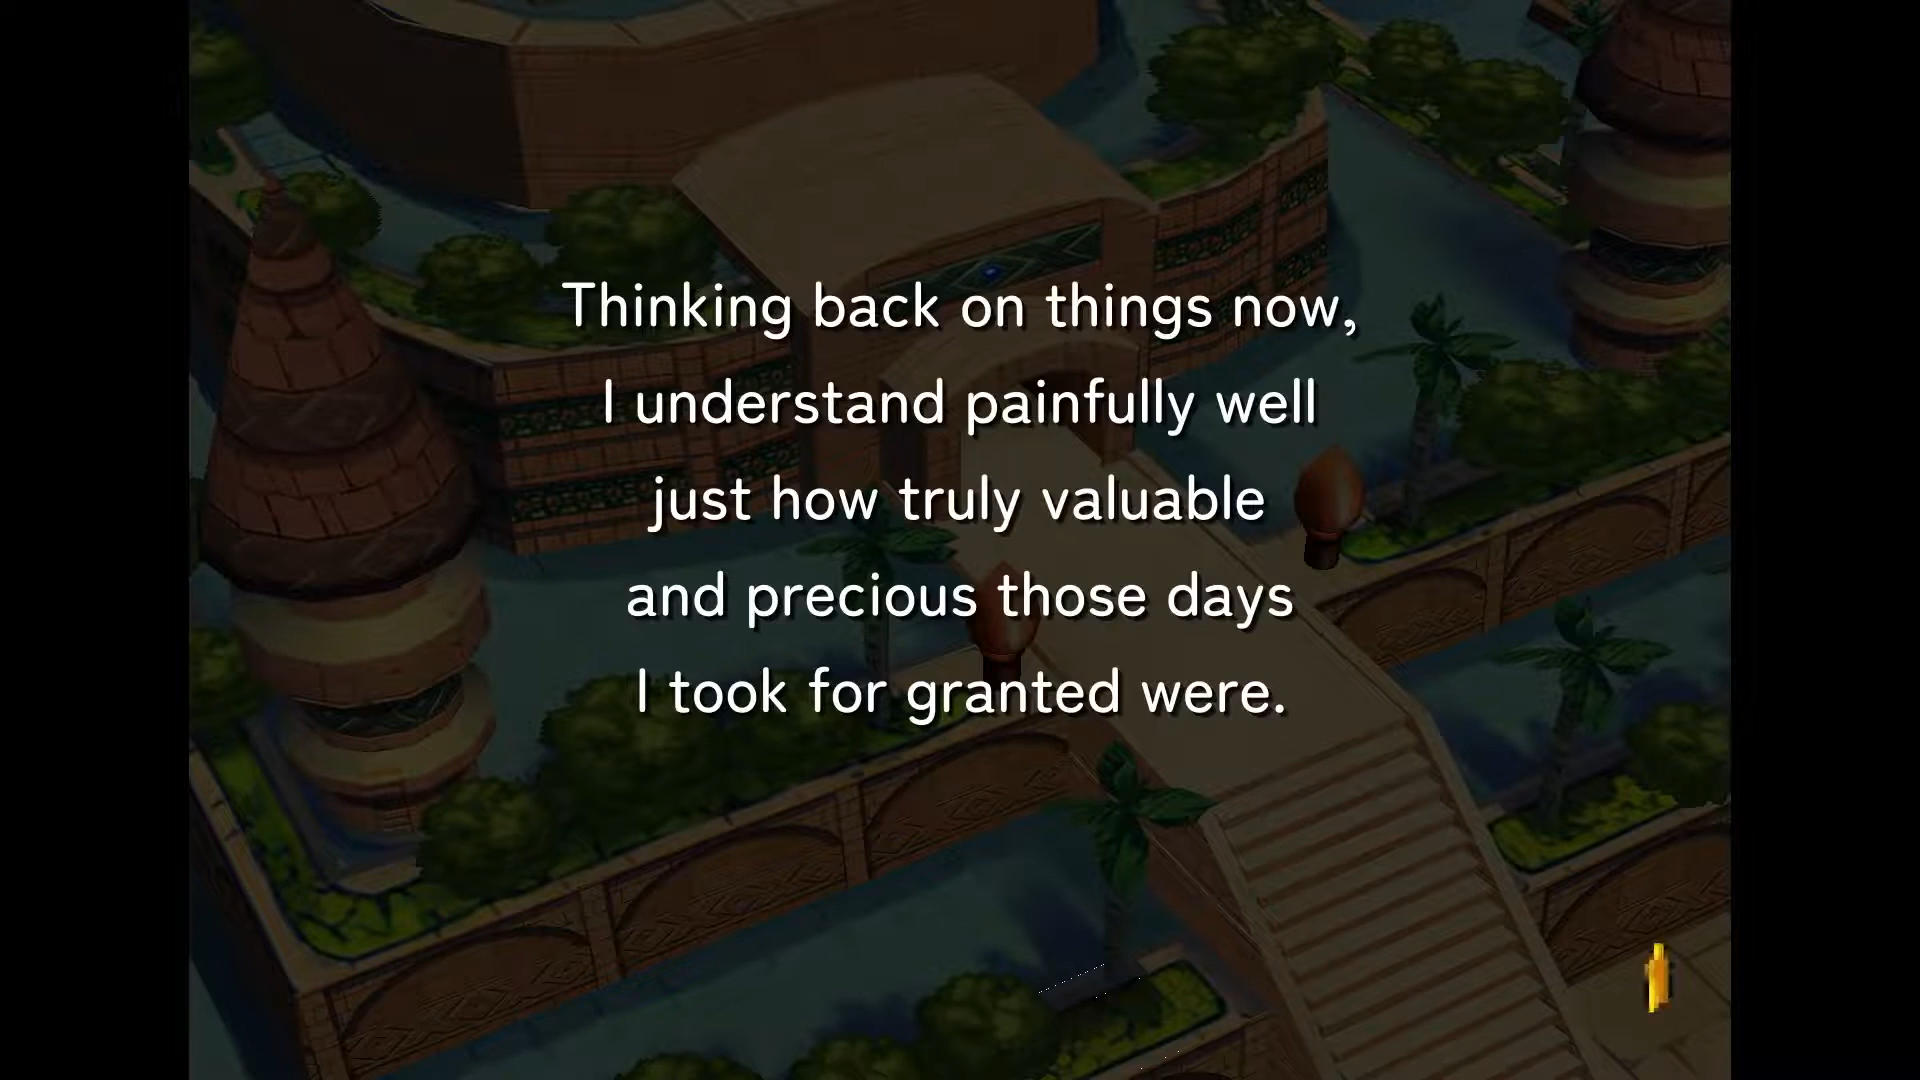 Thinking back on things now,
I understand painfully well
just how truly valuable
and precious those days
I took for granted were.